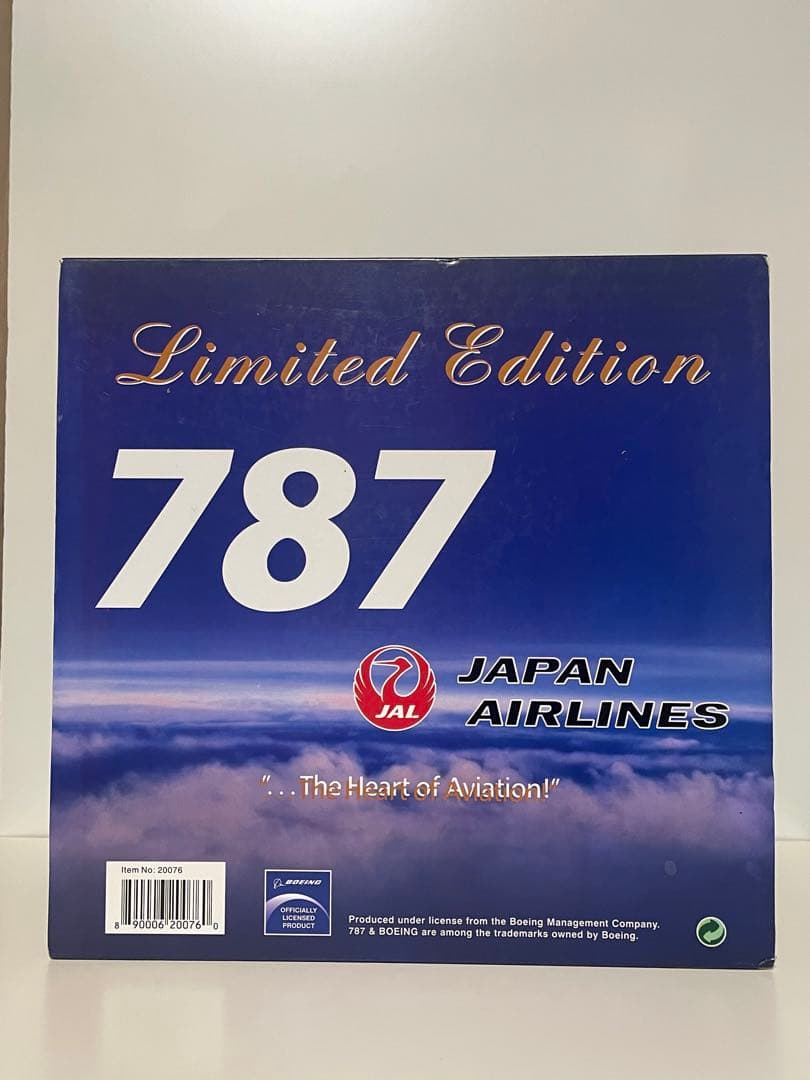 Limited Edition
787
JAL
JAPAN
AIRLINES
"...The Heart of Aviation!"
Item No: 20076
8 90006 20076 0
BOEING
OFFICIALLY
LICENSED
PRODUCT
Produced under license from the Boeing Management Company.
787 & BOEING are among the trademarks owned by Boeing.